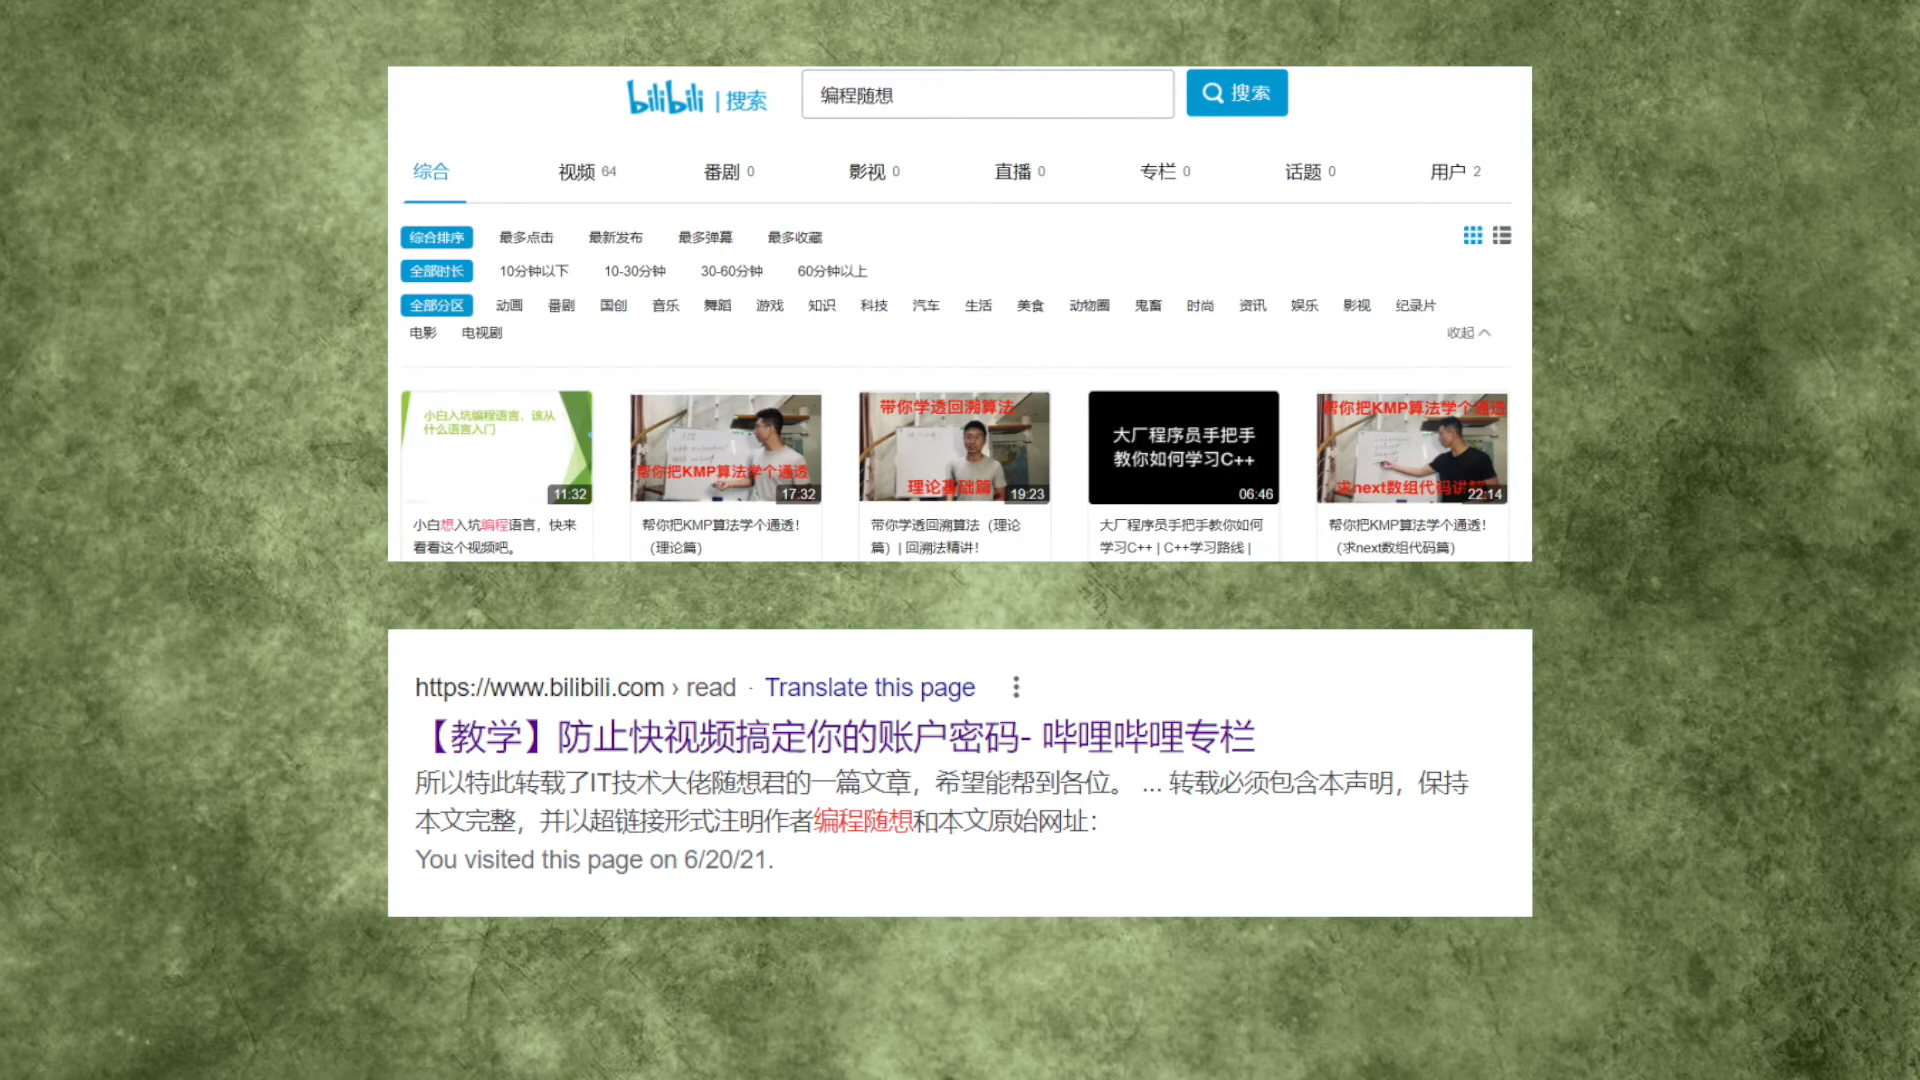 bilibili | 搜索
编程随想
搜索
综合 视频 64 番剧 0 影视 0 直播 0 专栏 0 话题 0 用户 2
综合排序 最多点击 最新发布 最多弹幕 最多收藏
全部时长 10分钟以下 10-30分钟 30-60分钟 60分钟以上
全部分区 动画 番剧 国创 音乐 舞蹈 游戏 知识 科技 汽车 生活 美食 动物圈 鬼畜 时尚 资讯 娱乐 影视 纪录片
电影 电视剧 收起
小白入坑编程语言,该从
什么语言入门
11:32
小白想入坑编程语言,快来
看看这个视频吧。
帮你把KMP算法学个通透
17:32
帮你把KMP算法学个通透!
(理论篇)
带你学透回溯算法
理论基础篇
19:23
带你学透回溯算法(理论
篇)| 回溯法精讲!
大厂程序员手把手
教你如何学习C++
06:46
大厂程序员手把手教你如何
学习C++ | C++学习路线 |
帮你把KMP算法学个通透
求next数组代码讲解
22:14
帮你把KMP算法学个通透!
(求next数组代码篇)
https://www.bilibili.com › read · Translate this page
【教学】防止快视频搞定你的账户密码- 哔哩哔哩专栏
所以特此转载了IT技术大佬随想君的一篇文章,希望能帮到各位。 ... 转载必须包含本声明,保持
本文完整,并以超链接形式注明作者编程随想和本文原始网址:
You visited this page on 6/20/21.